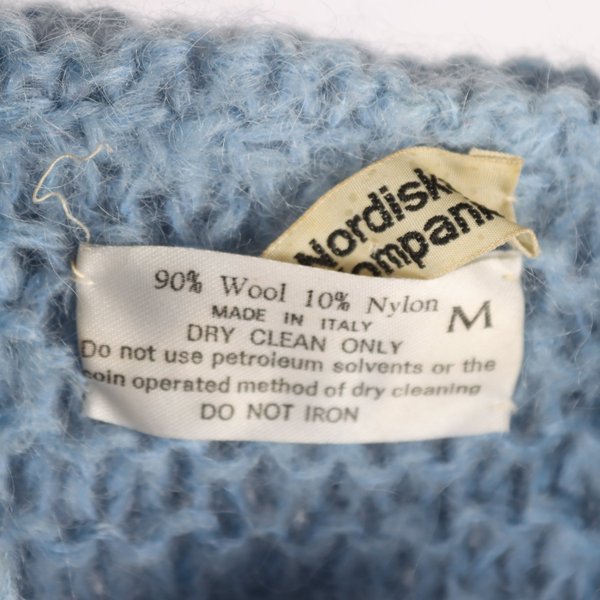 Nordisk
Compani
90% Wool 10% Nylon M
MADE IN ITALY
DRY CLEAN ONLY
Do not use petroleum solvents or the
coin operated method of dry cleaning
DO NOT IRON